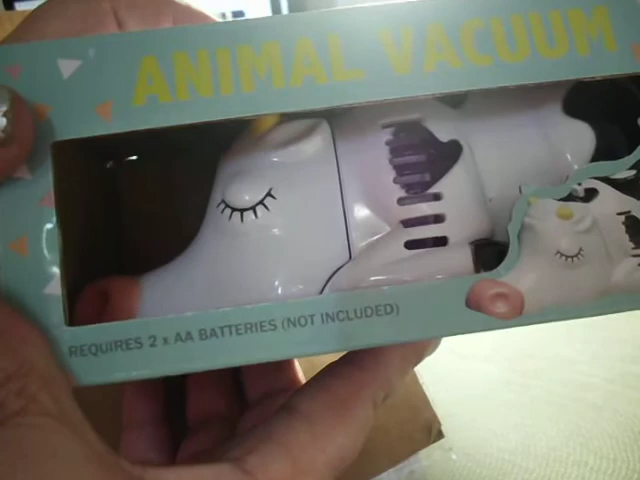 ANIMAL VACUUM
REQUIRES 2 x AA BATTERIES (NOT INCLUDED)